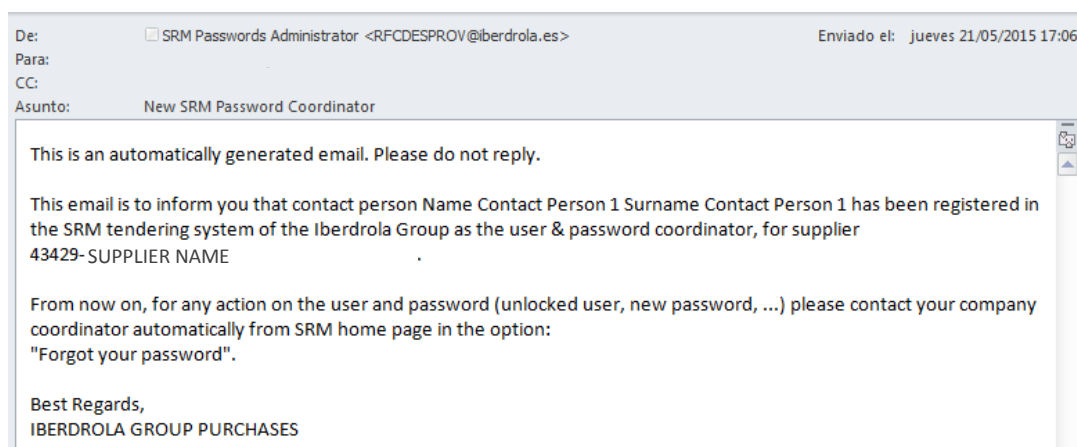 De: SRM Passwords Administrator <RFCDESPROV@iberdrola.es> Enviado el: jueves 21/05/2015 17:06
Para:
CC:
Asunto: New SRM Password Coordinator
This is an automatically generated email. Please do not reply.
This email is to inform you that contact person Name Contact Person 1 Surname Contact Person 1 has been registered in
the SRM tendering system of the Iberdrola Group as the user & password coordinator, for supplier
43429- SUPPLIER NAME .
From now on, for any action on the user and password (unlocked user, new password, ...) please contact your company
coordinator automatically from SRM home page in the option:
"Forgot your password".
Best Regards,
IBERDROLA GROUP PURCHASES